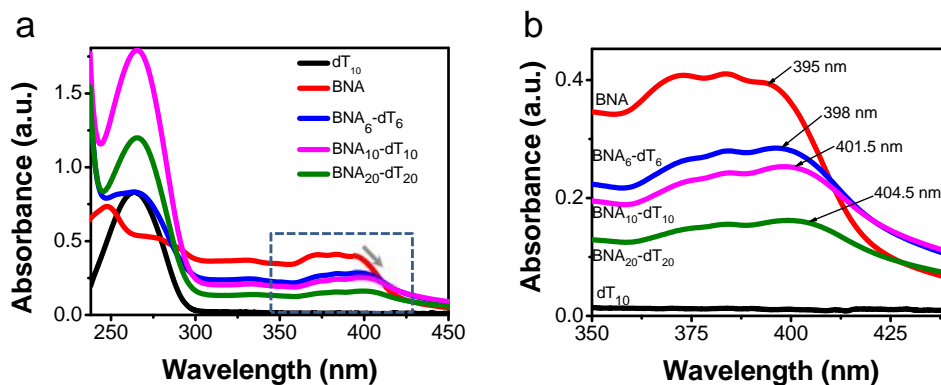 a
Absorbance (a.u.)
1.5
1.0
0.5
0.0
250
300
350
400
450
Wavelength (nm)
dT10
BNA
BNA6-dT6
BNA10-dT10
BNA20-dT20
b
Absorbance (a.u.)
0.4
0.2
0.0
350
375
400
425
Wavelength (nm)
BNA
395 nm
398 nm
BNA6-dT6
401.5 nm
BNA10-dT10
404.5 nm
BNA20-dT20
dT10